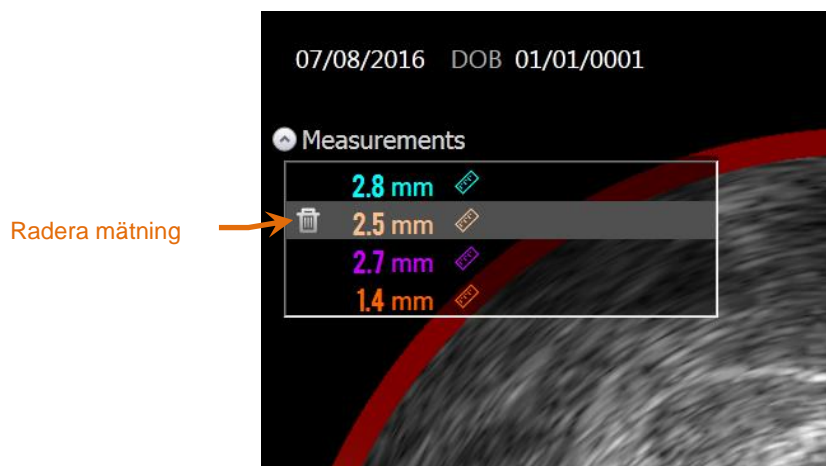 07/08/2016 DOB 01/01/0001
Measurements
2.8 mm
Radera mätning
2.5 mm
2.7 mm
1.4 mm